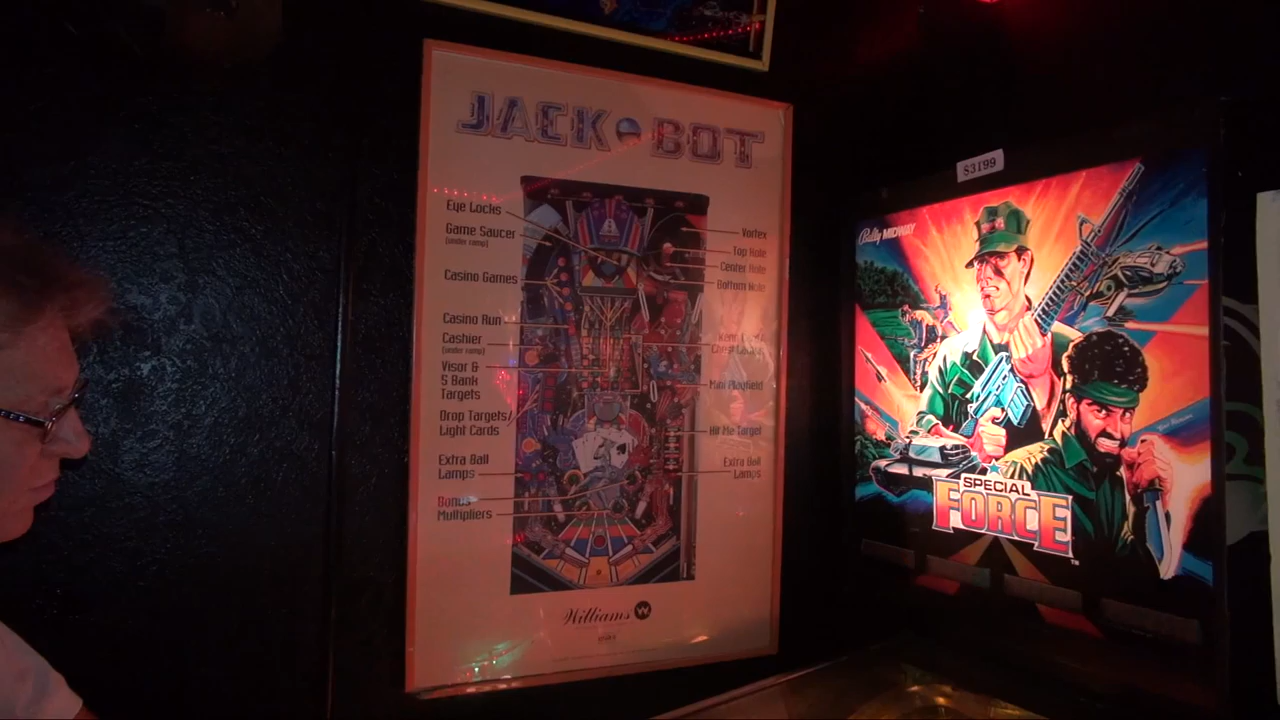 JACK BOT
Eye Locks
Game Saucer
(under ramp)
Casino Games
Casino Run
Cashier
(under ramp)
Visor &
5 Bank
Targets
Drop Targets/
Light Cards
Extra Ball
Lamps
Bonus
Multipliers
Vortex
Top Hole
Center Hole
Bottom Hole
Mini Playfield
Hit Me Target
Extra Ball
Lamps
Williams W
$3199
Bally MIDWAY
SPECIAL
FORCE
TM